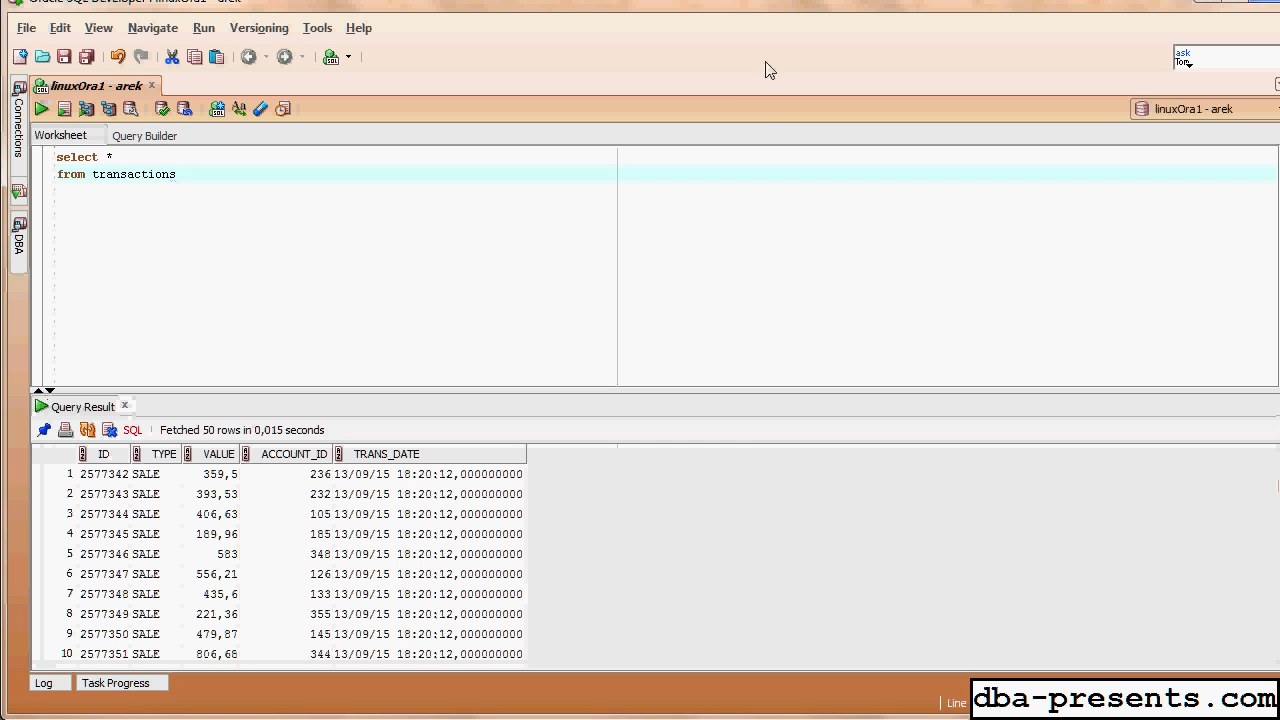 Oracle SQL Developer : linuxOra1 - arek
File Edit View Navigate Run Versioning Tools Help
ask
Tom
linuxOra1 - arek
linuxOra1 - arek
Connections
DBA
Worksheet Query Builder
select *
from transactions
Query Result
SQL Fetched 50 rows in 0,015 seconds
ID TYPE VALUE ACCOUNT_ID TRANS_DATE
1 2577342 SALE 359,5 236 13/09/15 18:20:12,000000000
2 2577343 SALE 393,53 232 13/09/15 18:20:12,000000000
3 2577344 SALE 406,63 105 13/09/15 18:20:12,000000000
4 2577345 SALE 189,96 185 13/09/15 18:20:12,000000000
5 2577346 SALE 583 348 13/09/15 18:20:12,000000000
6 2577347 SALE 556,21 126 13/09/15 18:20:12,000000000
7 2577348 SALE 435,6 133 13/09/15 18:20:12,000000000
8 2577349 SALE 221,36 355 13/09/15 18:20:12,000000000
9 2577350 SALE 479,87 145 13/09/15 18:20:12,000000000
10 2577351 SALE 806,68 344 13/09/15 18:20:12,000000000
Log Task Progress
Line
dba-presents.com